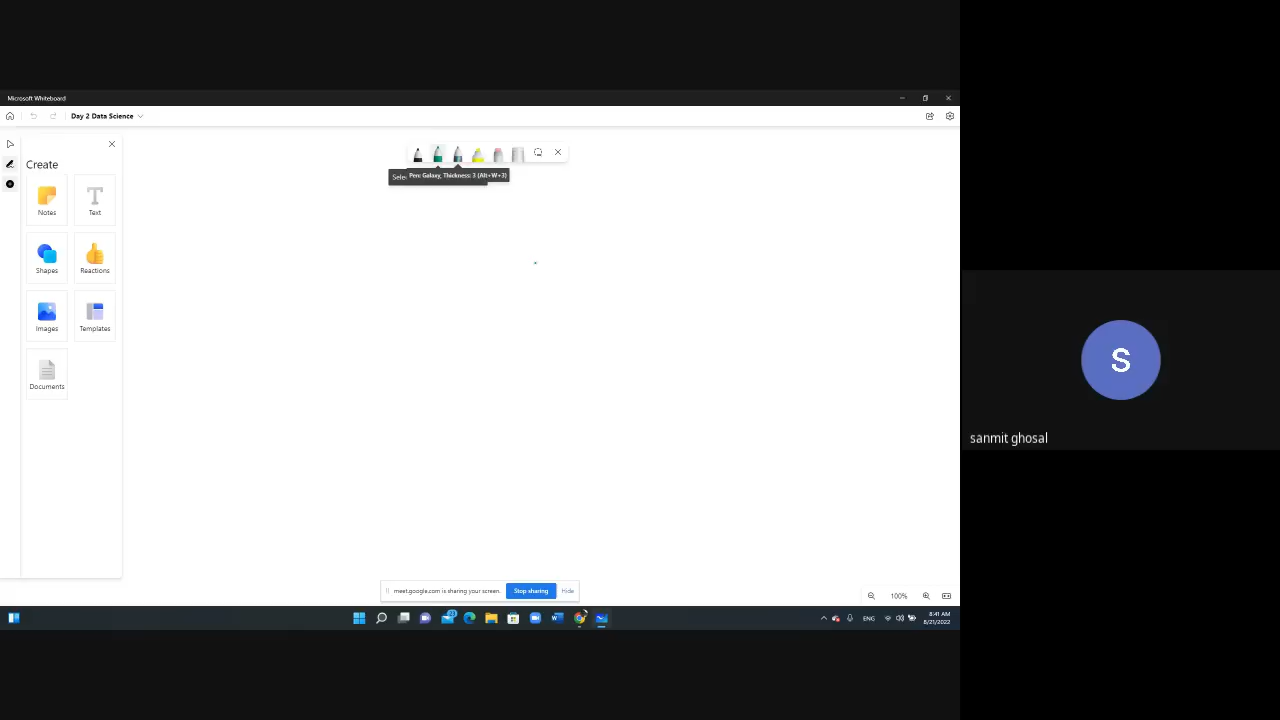 Microsoft Whiteboard
Day 2 Data Science
Create
Pen: Galaxy, Thickness: 3 (Alt+W+3)
Notes
Text
Shapes
Reactions
Images
Templates
Documents
S
sanmit ghosal
meet.google.com is sharing your screen.
Stop sharing
Hide
100%
ENG
8:41 AM
8/21/2022